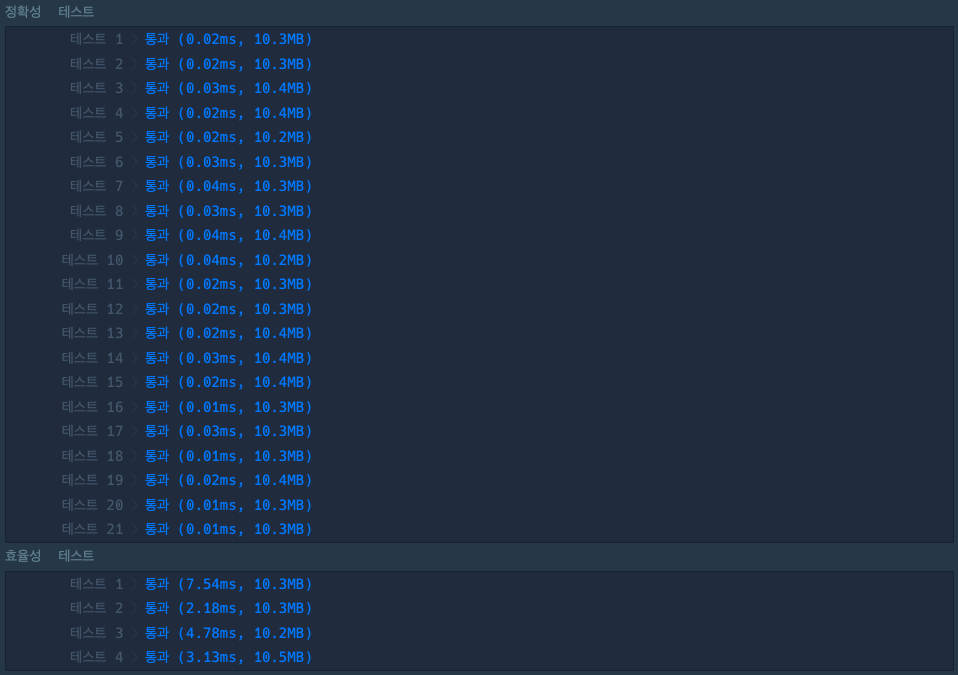 정확성 테스트
테스트 1 > 통과 (0.02ms, 10.3MB)
테스트 2 > 통과 (0.02ms, 10.3MB)
테스트 3 > 통과 (0.03ms, 10.4MB)
테스트 4 > 통과 (0.02ms, 10.4MB)
테스트 5 > 통과 (0.02ms, 10.2MB)
테스트 6 > 통과 (0.03ms, 10.3MB)
테스트 7 > 통과 (0.04ms, 10.3MB)
테스트 8 > 통과 (0.03ms, 10.3MB)
테스트 9 > 통과 (0.04ms, 10.4MB)
테스트 10 > 통과 (0.04ms, 10.2MB)
테스트 11 > 통과 (0.02ms, 10.3MB)
테스트 12 > 통과 (0.02ms, 10.3MB)
테스트 13 > 통과 (0.02ms, 10.4MB)
테스트 14 > 통과 (0.03ms, 10.4MB)
테스트 15 > 통과 (0.02ms, 10.4MB)
테스트 16 > 통과 (0.01ms, 10.3MB)
테스트 17 > 통과 (0.03ms, 10.3MB)
테스트 18 > 통과 (0.01ms, 10.3MB)
테스트 19 > 통과 (0.02ms, 10.4MB)
테스트 20 > 통과 (0.01ms, 10.3MB)
테스트 21 > 통과 (0.01ms, 10.3MB)
효율성 테스트
테스트 1 > 통과 (7.54ms, 10.3MB)
테스트 2 > 통과 (2.18ms, 10.3MB)
테스트 3 > 통과 (4.78ms, 10.2MB)
테스트 4 > 통과 (3.13ms, 10.5MB)